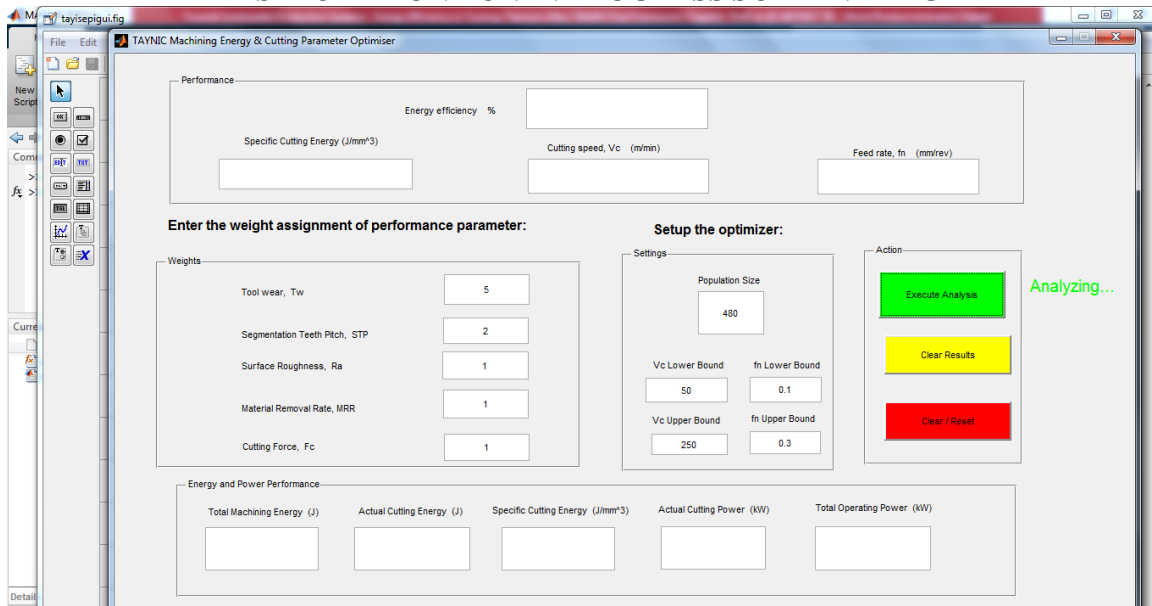 tayisepigui.fig
File Edit
TAYNIC Machining Energy & Cutting Parameter Optimiser
New
Script
Performance
Energy efficiency %
Specific Cutting Energy (J/mm^3)
Cutting speed, Vc (m/min)
Feed rate, fn (mm/rev)
Enter the weight assignment of performance parameter:
Setup the optimizer:
Weights
Tool wear, Tw
5
Segmentation Teeth Pitch, STP
2
Surface Roughness, Ra
1
Material Removal Rate, MRR
1
Cutting Force, Fc
1
Settings
Population Size
480
Vc Lower Bound
fn Lower Bound
50
0.1
Vc Upper Bound
fn Upper Bound
250
0.3
Action
Execute Analysis
Analyzing...
Clear Results
Clear / Reset
Energy and Power Performance
Total Machining Energy (J)
Actual Cutting Energy (J)
Specific Cutting Energy (J/mm^3)
Actual Cutting Power (kW)
Total Operating Power (kW)
Detail